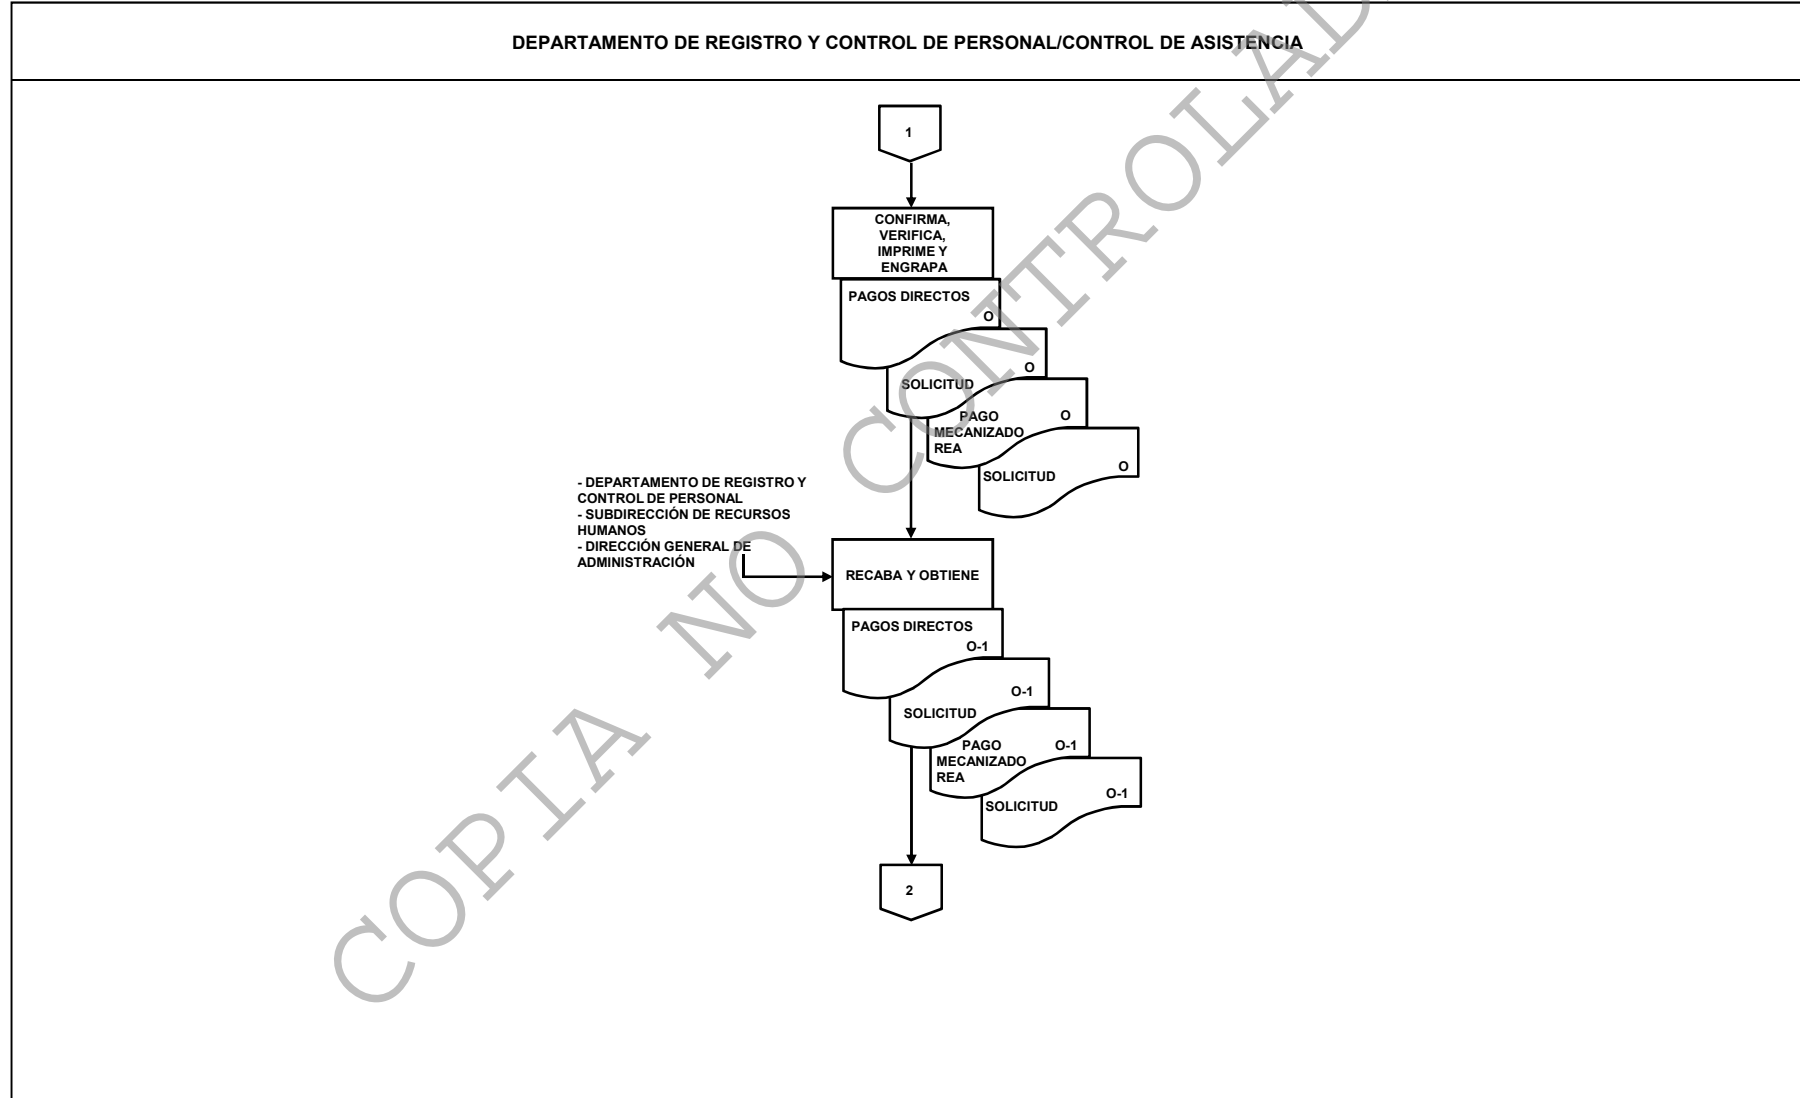 DEPARTAMENTO DE REGISTRO Y CONTROL DE PERSONAL/CONTROL DE ASISTENCIA
1
CONFIRMA,
VERIFICA,
IMPRIME Y
ENGRAPA
PAGOS DIRECTOS
O
SOLICITUD
O
PAGO
MECANIZADO
REA
O
SOLICITUD
O
- DEPARTAMENTO DE REGISTRO Y
CONTROL DE PERSONAL
- SUBDIRECCIÓN DE RECURSOS
HUMANOS
- DIRECCIÓN GENERAL DE
ADMINISTRACIÓN
RECABA Y OBTIENE
PAGOS DIRECTOS
O-1
SOLICITUD
O-1
PAGO
MECANIZADO
REA
O-1
SOLICITUD
O-1
2
COPIA NO CONTROLAD